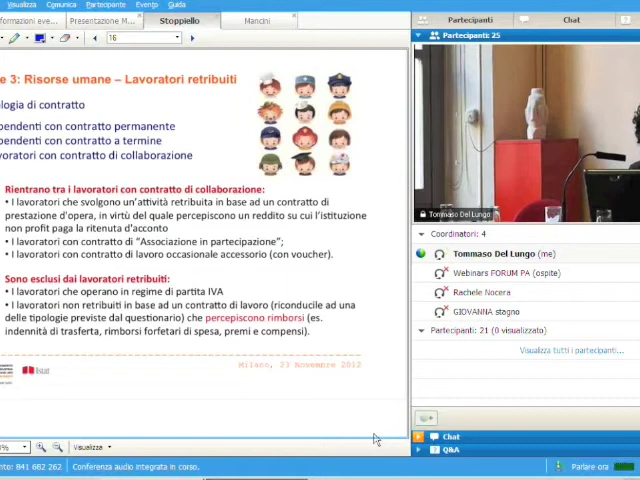 Visualizza Partecipante Evento Guida
Presentazione M...
Stoppiello
Mancini
Partecipanti
Chat
16
Partecipanti: 25
e 3: Risorse umane – Lavoratori retribuiti
ologia di contratto
pendenti con contratto permanente
pendenti con contratto a termine
voratori con contratto di collaborazione
Rientrano tra i lavoratori con contratto di collaborazione:
• I lavoratori che svolgono un'attività retribuita in base ad un contratto di
prestazione d'opera, in virtù del quale percepiscono un reddito su cui l'istituzione
non profit paga la ritenuta d'acconto
• I lavoratori con contratto di "Associazione in partecipazione";
• I lavoratori con contratto di lavoro occasionale accessorio (con voucher).
Sono esclusi dai lavoratori retribuiti:
• I lavoratori che operano in regime di partita IVA
• I lavoratori non retribuiti in base ad un contratto di lavoro (riconducile ad una
delle tipologie previste dal questionario) che percepiscono rimborsi (es.
indennità di trasferta, rimborsi forfetari di spesa, premi e compensi).
Istat
Milano, 23 Novembre 2012
Tommaso Del Lungo
Coordinatori: 4
Tommaso Del Lungo (me)
Webinars FORUM PA (ospite)
Rachele Nocera
GIOVANNA stagno
Partecipanti: 21 (0 visualizzato)
Visualizza tutti i partecipanti...
Visualizza
Chat
Q&A
nto: 841 682 262
Conferenza audio integrata in corso.
Parlare ora